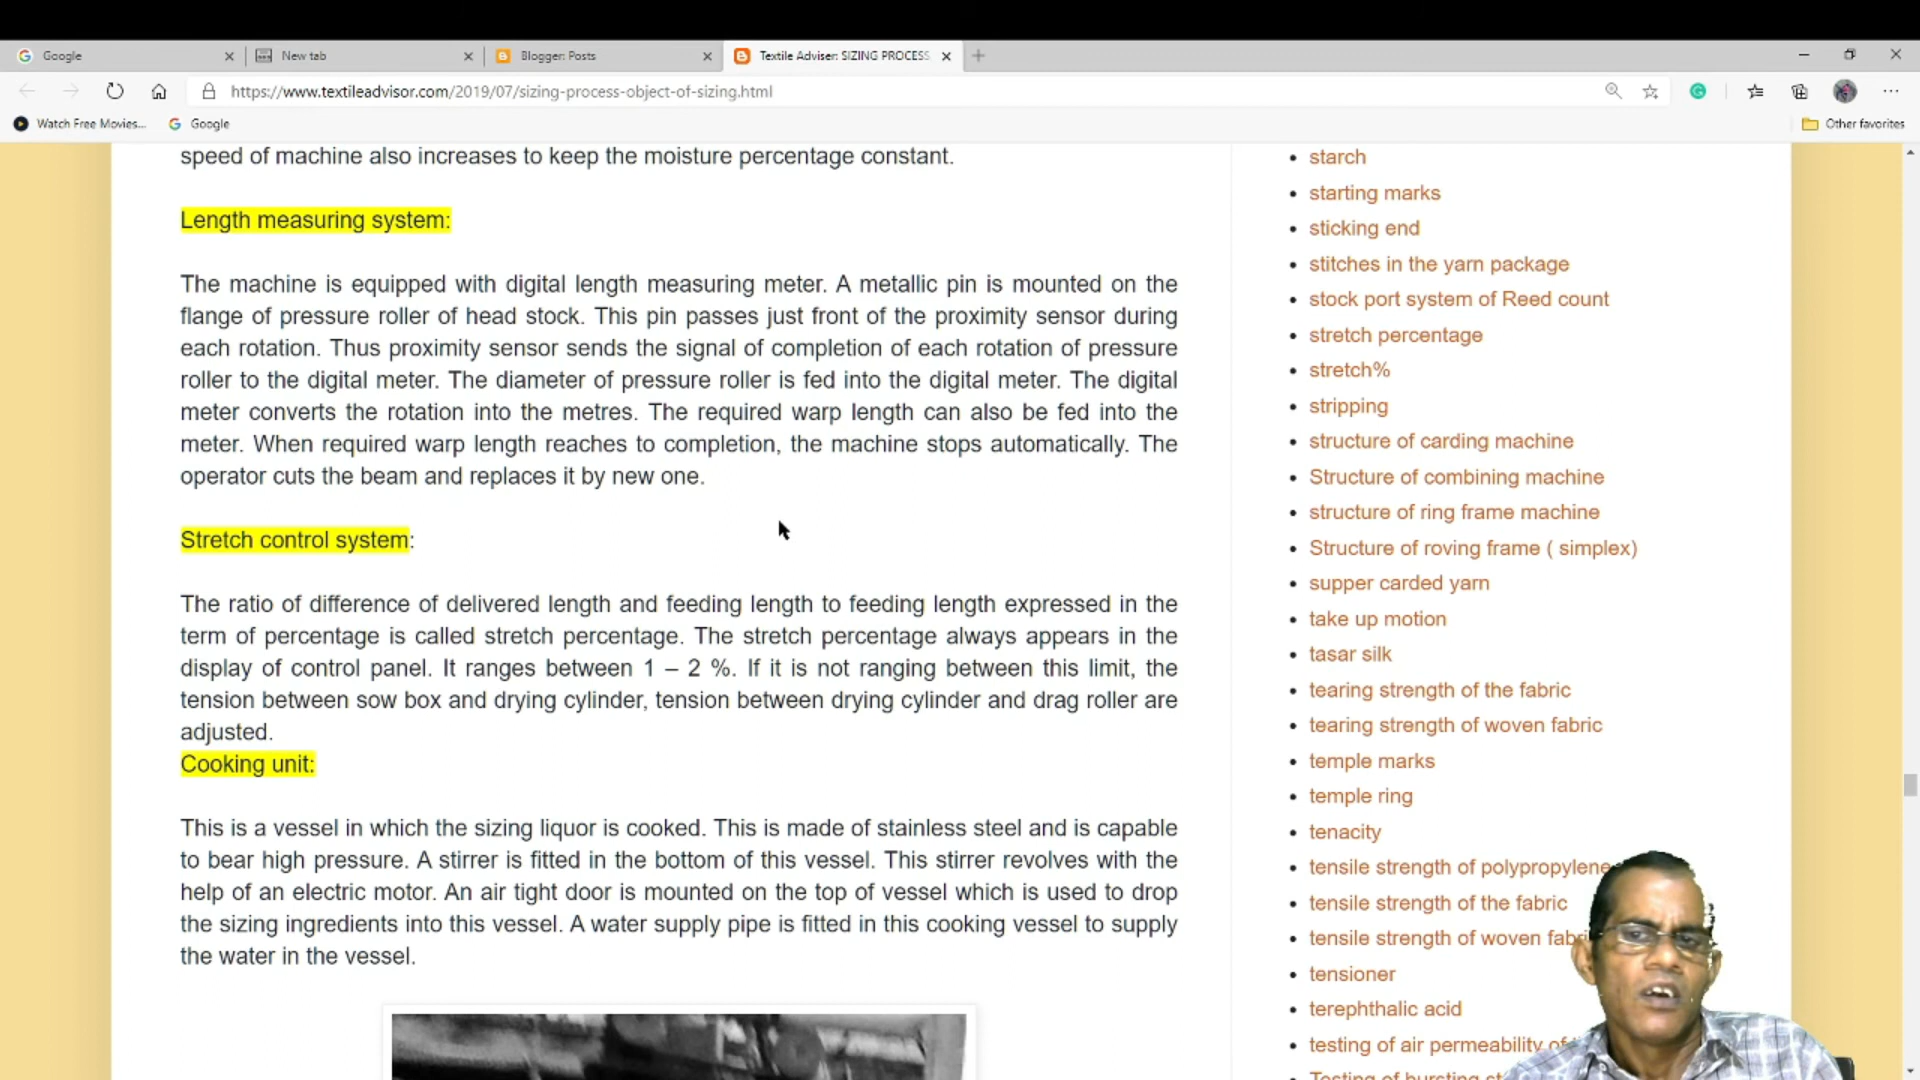 Google
New tab
Blogger: Posts
Textile Adviser: SIZING PROCESS
https://www.textileadvisor.com/2019/07/sizing-process-object-of-sizing.html
Watch Free Movies...
Google
Other favorites
speed of machine also increases to keep the moisture percentage constant.
Length measuring system:
The machine is equipped with digital length measuring meter. A metallic pin is mounted on the
flange of pressure roller of head stock. This pin passes just front of the proximity sensor during
each rotation. Thus proximity sensor sends the signal of completion of each rotation of pressure
roller to the digital meter. The diameter of pressure roller is fed into the digital meter. The digital
meter converts the rotation into the metres. The required warp length can also be fed into the
meter. When required warp length reaches to completion, the machine stops automatically. The
operator cuts the beam and replaces it by new one.
Stretch control system:
The ratio of difference of delivered length and feeding length to feeding length expressed in the
term of percentage is called stretch percentage. The stretch percentage always appears in the
display of control panel. It ranges between 1 – 2 %. If it is not ranging between this limit, the
tension between sow box and drying cylinder, tension between drying cylinder and drag roller are
adjusted.
Cooking unit:
This is a vessel in which the sizing liquor is cooked. This is made of stainless steel and is capable
to bear high pressure. A stirrer is fitted in the bottom of this vessel. This stirrer revolves with the
help of an electric motor. An air tight door is mounted on the top of vessel which is used to drop
the sizing ingredients into this vessel. A water supply pipe is fitted in this cooking vessel to supply
the water in the vessel.
starch
starting marks
sticking end
stitches in the yarn package
stock port system of Reed count
stretch percentage
stretch%
stripping
structure of carding machine
Structure of combining machine
structure of ring frame machine
Structure of roving frame ( simplex)
supper carded yarn
take up motion
tasar silk
tearing strength of the fabric
tearing strength of woven fabric
temple marks
temple ring
tenacity
tensile strength of polypropylene
tensile strength of the fabric
tensile strength of woven
tensioner
terephthalic acid
testing of air permeability of
Testing of bursting